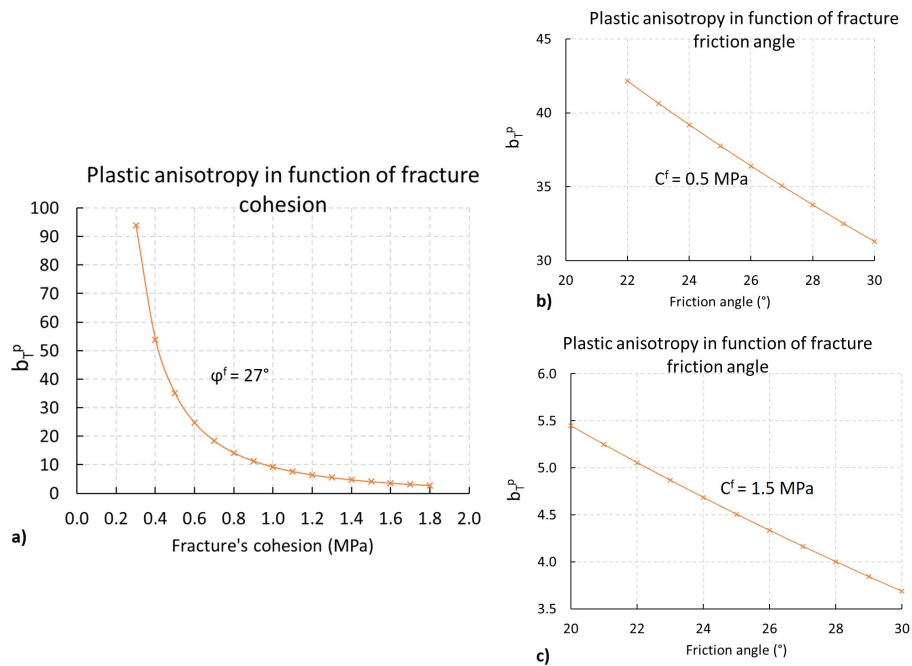 Plastic anisotropy in function of fracture
cohesion
100
90
80
70
60
50
40
30
20
10
0
b_T^p
φ^f = 27°
0.0 0.2 0.4 0.6 0.8 1.0 1.2 1.4 1.6 1.8 2.0
Fracture's cohesion (MPa)
a)
Plastic anisotropy in function of fracture
friction angle
45
40
35
30
b_T^p
C^f = 0.5 MPa
20 22 24 26 28 30
Friction angle (°)
b)
Plastic anisotropy in function of fracture
friction angle
6.0
5.5
5.0
4.5
4.0
3.5
b_T^p
C^f = 1.5 MPa
20 22 24 26 28 30
Friction angle (°)
c)